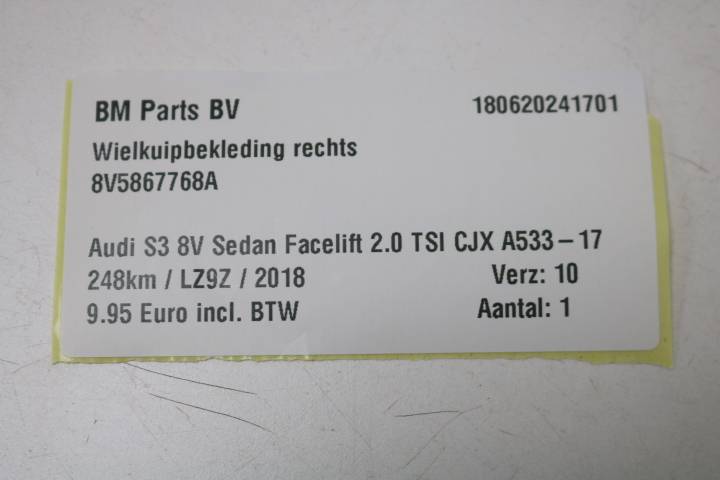 BM Parts BV 180620241701
Wielkuipbekleding rechts
8V5867768A
Audi S3 8V Sedan Facelift 2.0 TSI CJX A533-17
248km / LZ9Z / 2018 Verz: 10
9.95 Euro incl. BTW Aantal: 1